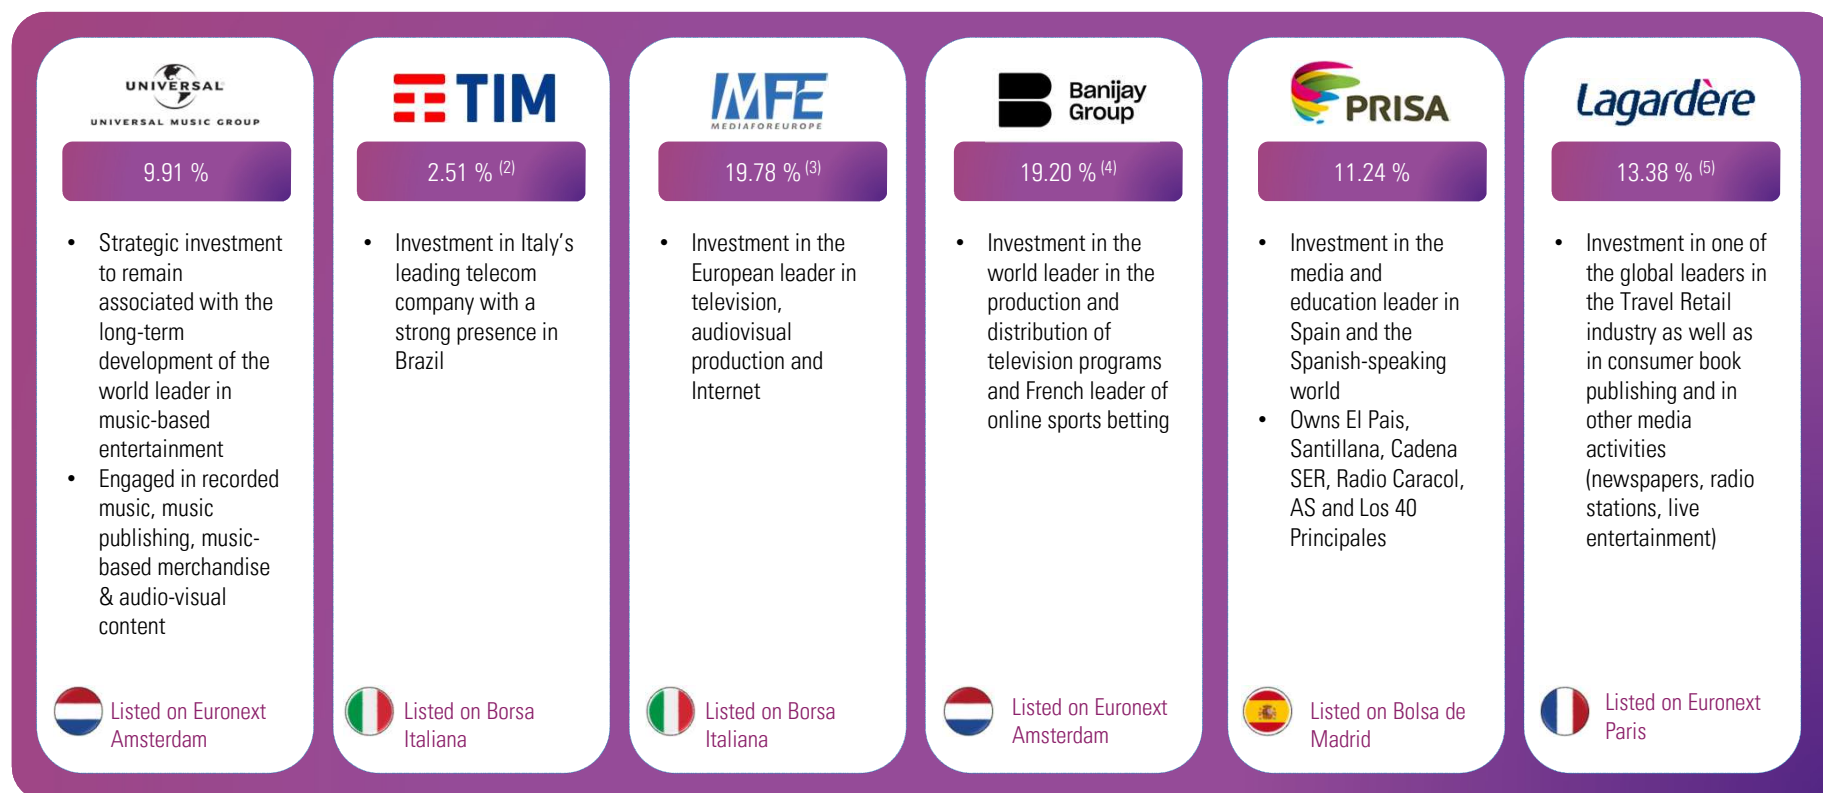 UNIVERSAL
UNIVERSAL MUSIC GROUP
9.91 %
• Strategic investment
to remain
associated with the
long-term
development of the
world leader in
music-based
entertainment
• Engaged in recorded
music, music
publishing, music-
based merchandise
& audio-visual
content
Listed on Euronext
Amsterdam
TIM
2.51 % (2)
• Investment in Italy's
leading telecom
company with a
strong presence in
Brazil
Listed on Borsa
Italiana
MFE
MEDIAFOREUROPE
19.78 % (3)
• Investment in the
European leader in
television,
audiovisual
production and
Internet
Listed on Borsa
Italiana
Banijay
Group
19.20 % (4)
• Investment in the
world leader in the
production and
distribution of
television programs
and French leader of
online sports betting
Listed on Euronext
Amsterdam
PRISA
11.24 %
• Investment in the
media and
education leader in
Spain and the
Spanish-speaking
world
• Owns El Pais,
Santillana, Cadena
SER, Radio Caracol,
AS and Los 40
Principales
Listed on Bolsa de
Madrid
Lagardère
13.38 % (5)
• Investment in one of
the global leaders in
the Travel Retail
industry as well as
in consumer book
publishing and in
other media
activities
(newspapers, radio
stations, live
entertainment)
Listed on Euronext
Paris